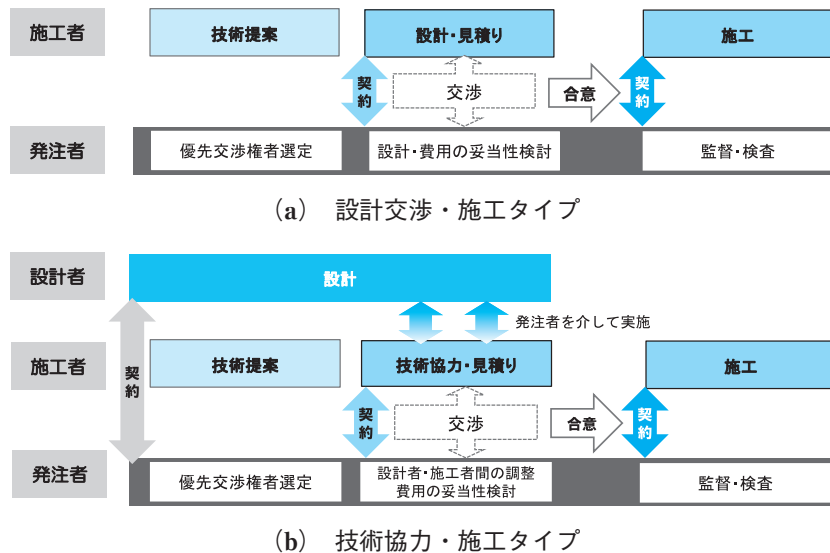 施工者
技術提案
設計・見積り
施工
契約
交渉
合意
契約
発注者
優先交渉権者選定
設計・費用の妥当性検討
監督・検査
(a) 設計交渉・施工タイプ
設計者
設計
発注者を介して実施
施工者
技術提案
技術協力・見積り
施工
契約
契約
交渉
合意
契約
発注者
優先交渉権者選定
設計者・施工者間の調整
費用の妥当性検討
監督・検査
(b) 技術協力・施工タイプ